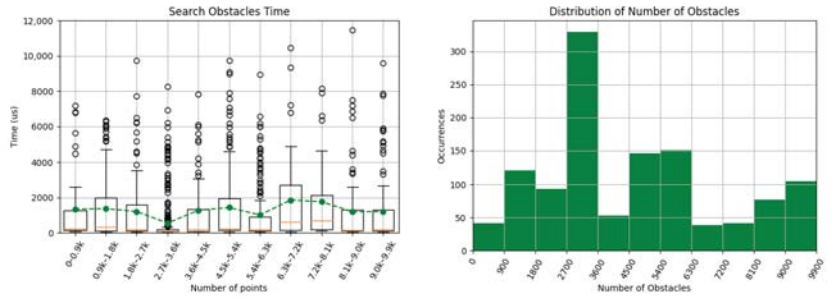 Search Obstacles Time
12,000
10,000
8000
6000
4000
2000
0
Time (us)
0-0.9k
0.9k-1.8k
1.8k-2.7k
2.7k-3.6k
3.6k-4.5k
4.5k-5.4k
5.4k-6.3k
6.3k-7.2k
7.2k-8.1k
8.1k-9.0k
9.0k-9.9k
Number of points
Distribution of Number of Obstacles
300
250
200
150
100
50
0
Occurrences
0
900
1800
2700
3600
4500
5400
6300
7200
8100
9000
9900
Number of Obstacles